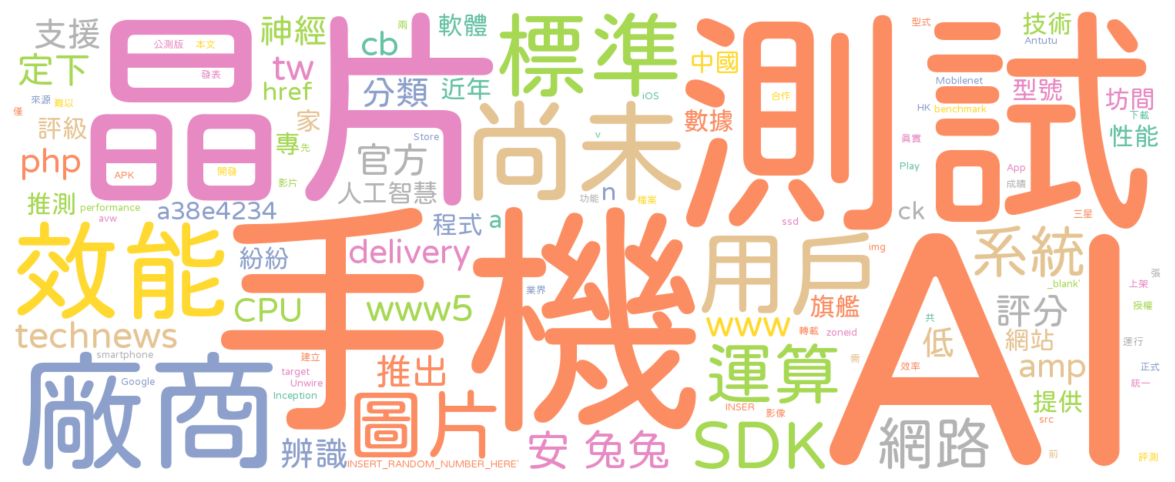 支援
定下
評級
php
推測
來源 難以
僅
performance
avw
晶片
公測版
本文
發表
APK
開發
影片
a38e4234
兩
神經
tw
href
家
專
先
cb
軟體
分類
近年
Store
官方
人工智慧
n
功能
檔案
標準
iOS
尚未
v
中國
數據
測試
合作
ck
型式
技術
Antutu
Mobilenet
型號
坊間
HK
benchmark
下載
性能
真實
Play
App
成績
三星
效能
technews
smartphone
紛紛
CPU
手機
程式
a
delivery
www5
業界
用戶
ssd
img
旗艦
www
轉載
zoneid
AI
系統
_blank'
張
上架
評分
授權
共
低
網站
運行
amp
效率
正式
統一
提供
src
廠商
Google
辨識
建立
target
Unwire
Inception
推出
圖片
INSERT_RANDOM_NUMBER_HERE'
安 兔兔
運算
需
INSER
影像
SDK
網路
前
評測